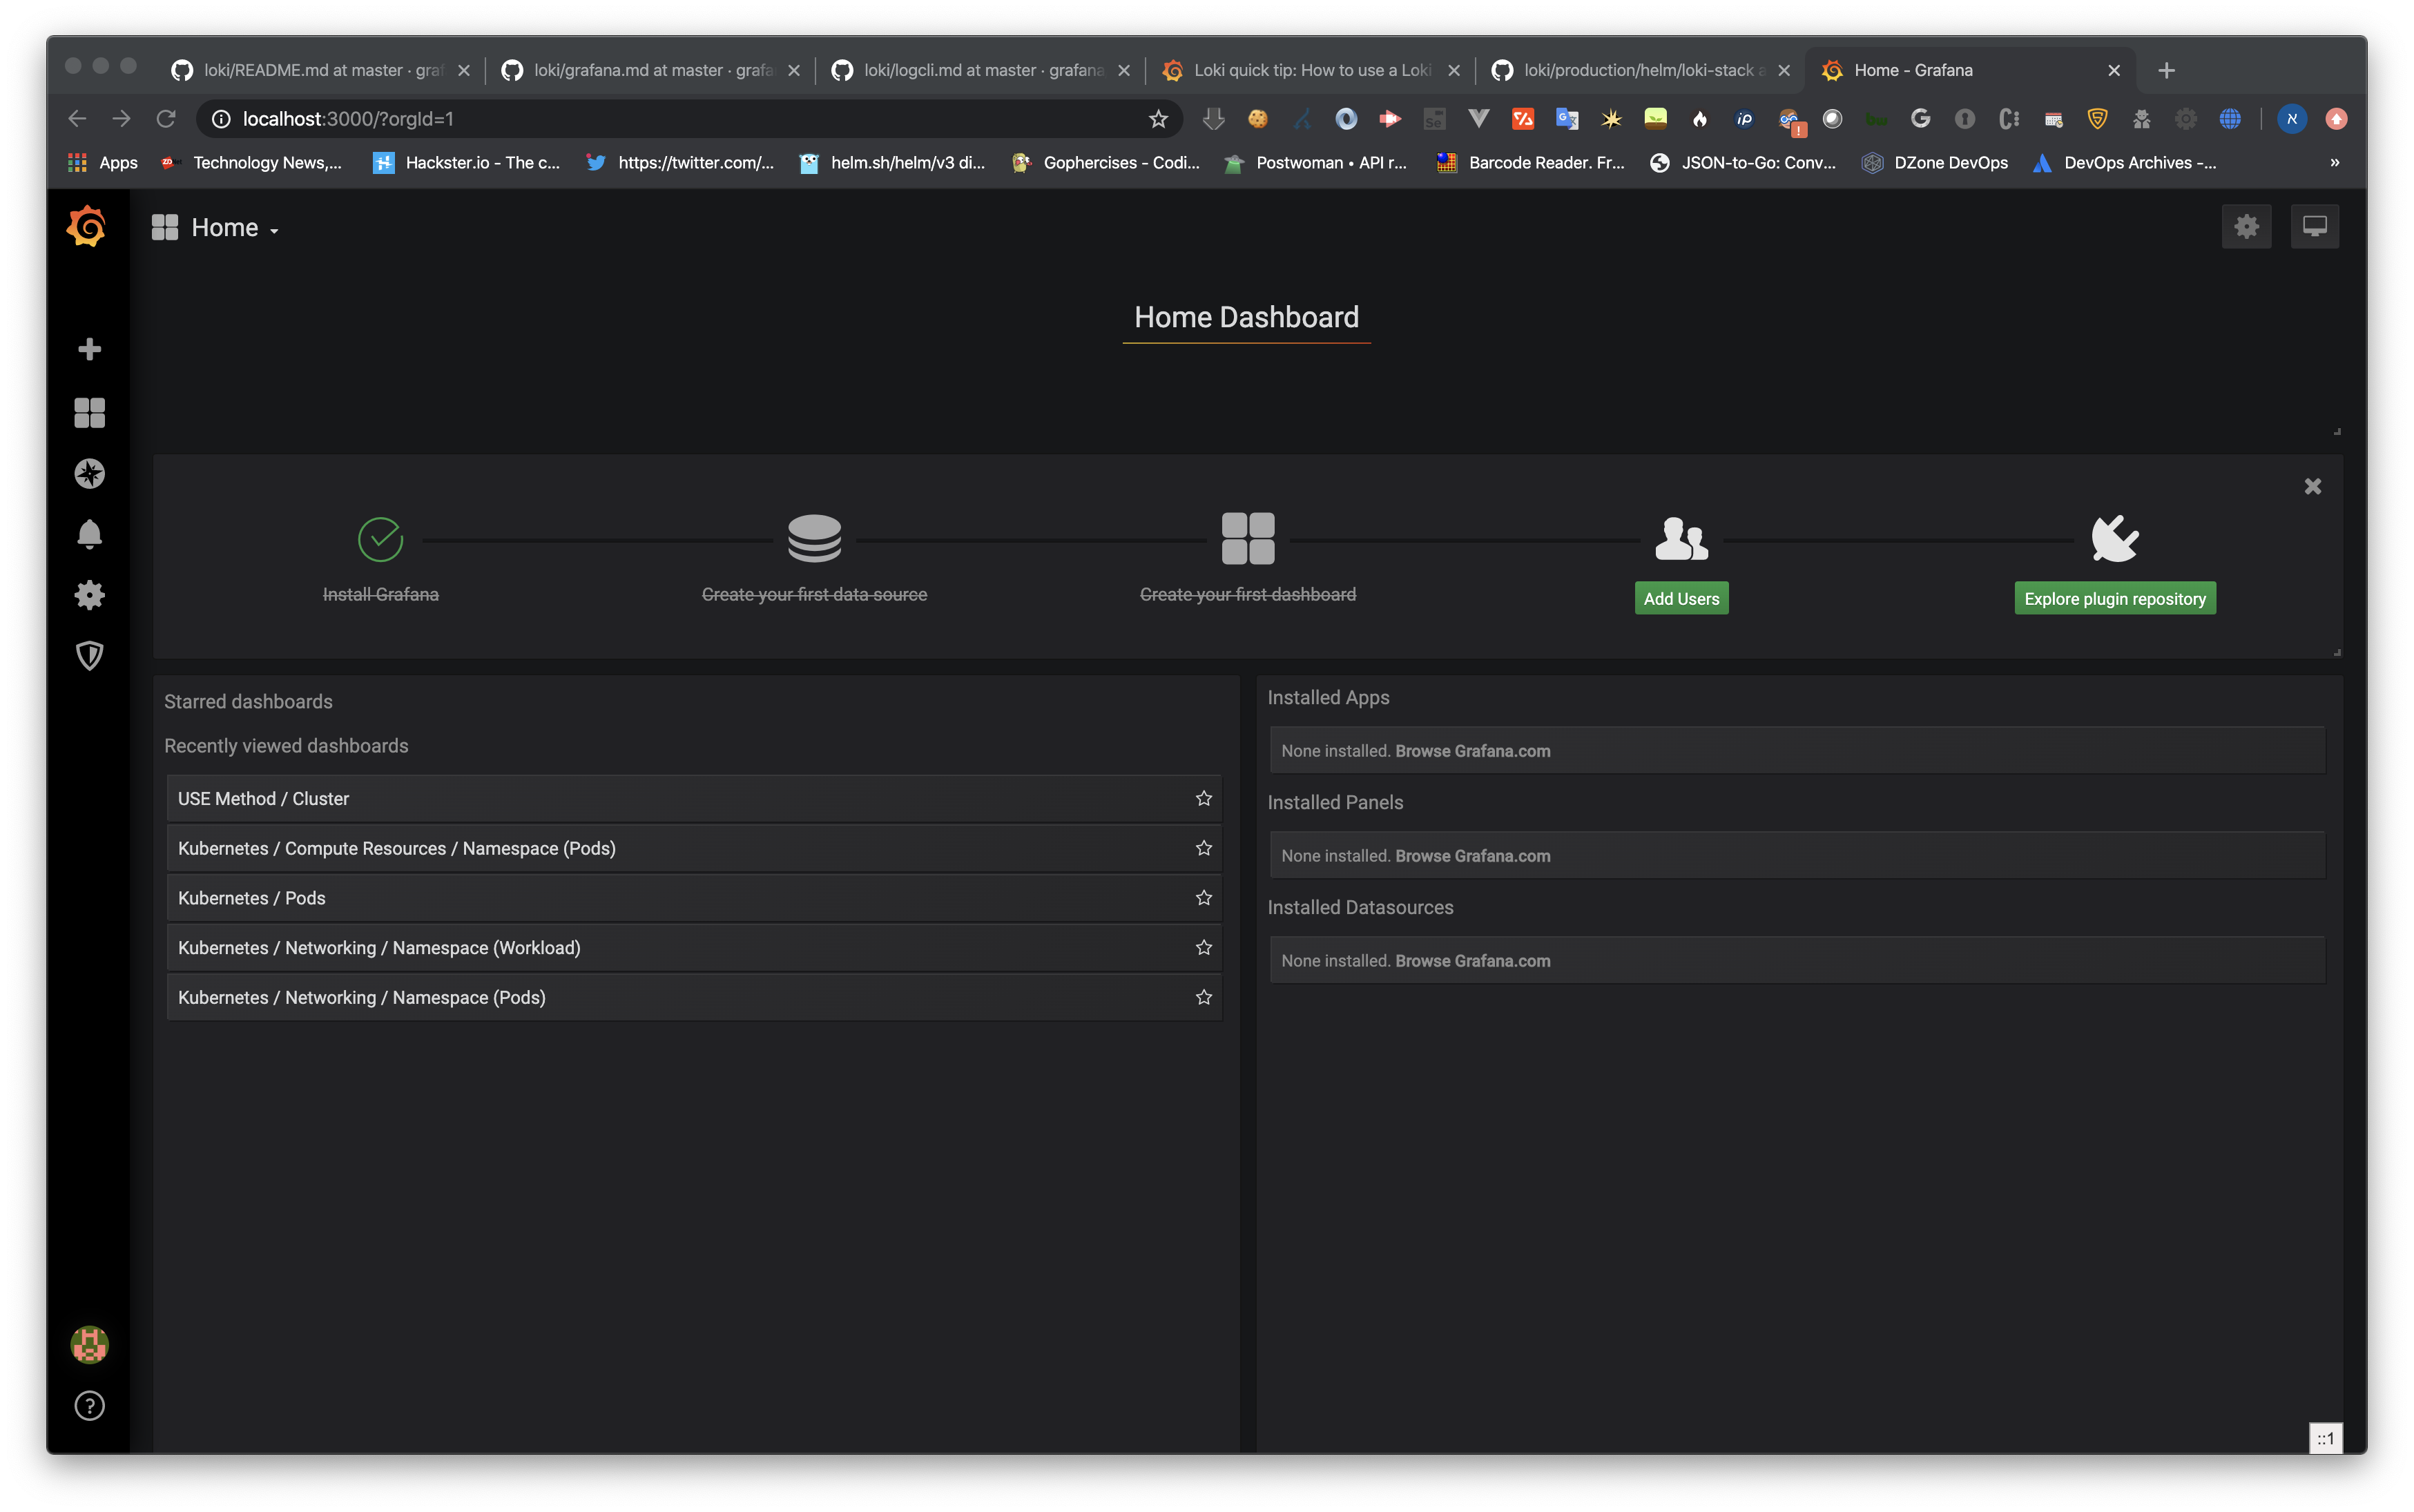 loki/README.md at master · graf
loki/grafana.md at master · grafa
loki/logcli.md at master · grafana
Loki quick tip: How to use a Loki
loki/production/helm/loki-stack a
Home - Grafana
localhost:3000/?orgId=1
Apps
Technology News,...
Hackster.io - The c...
https://twitter.com/...
helm.sh/helm/v3 di...
Gophercises - Codi...
Postwoman • API r...
Barcode Reader. Fr...
JSON-to-Go: Conv...
DZone DevOps
DevOps Archives -...
»
Home
Home Dashboard
Install Grafana
Create your first data source
Create your first dashboard
Add Users
Explore plugin repository
Starred dashboards
Recently viewed dashboards
USE Method / Cluster
Kubernetes / Compute Resources / Namespace (Pods)
Kubernetes / Pods
Kubernetes / Networking / Namespace (Workload)
Kubernetes / Networking / Namespace (Pods)
Installed Apps
None installed. Browse Grafana.com
Installed Panels
None installed. Browse Grafana.com
Installed Datasources
None installed. Browse Grafana.com
::1